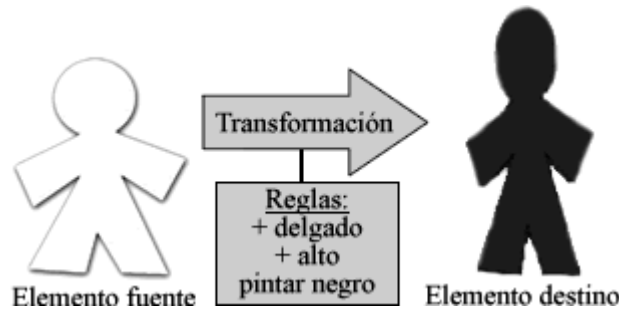 Transformación
Reglas:
+ delgado
+ alto
pintar negro
Elemento fuente
Elemento destino